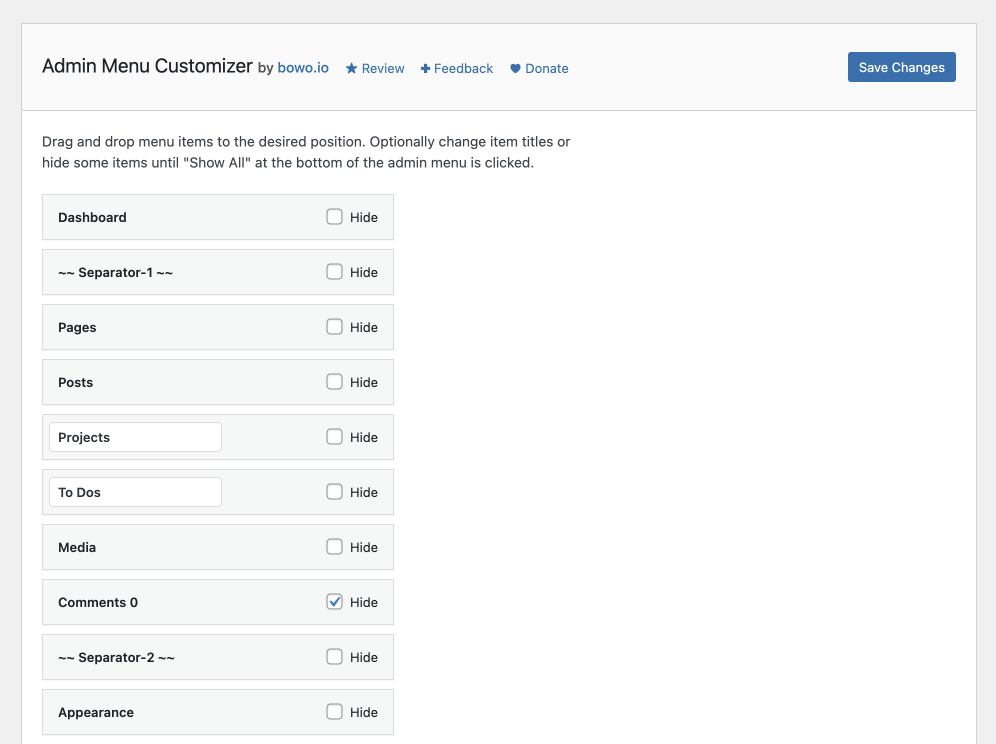 Admin Menu Customizer by bowo.io Review Feedback Donate Save Changes
Drag and drop menu items to the desired position. Optionally change item titles or
hide some items until "Show All" at the bottom of the admin menu is clicked.
Dashboard Hide
~~ Separator-1 ~~ Hide
Pages Hide
Posts Hide
Projects Hide
To Dos Hide
Media Hide
Comments 0 Hide
~~ Separator-2 ~~ Hide
Appearance Hide